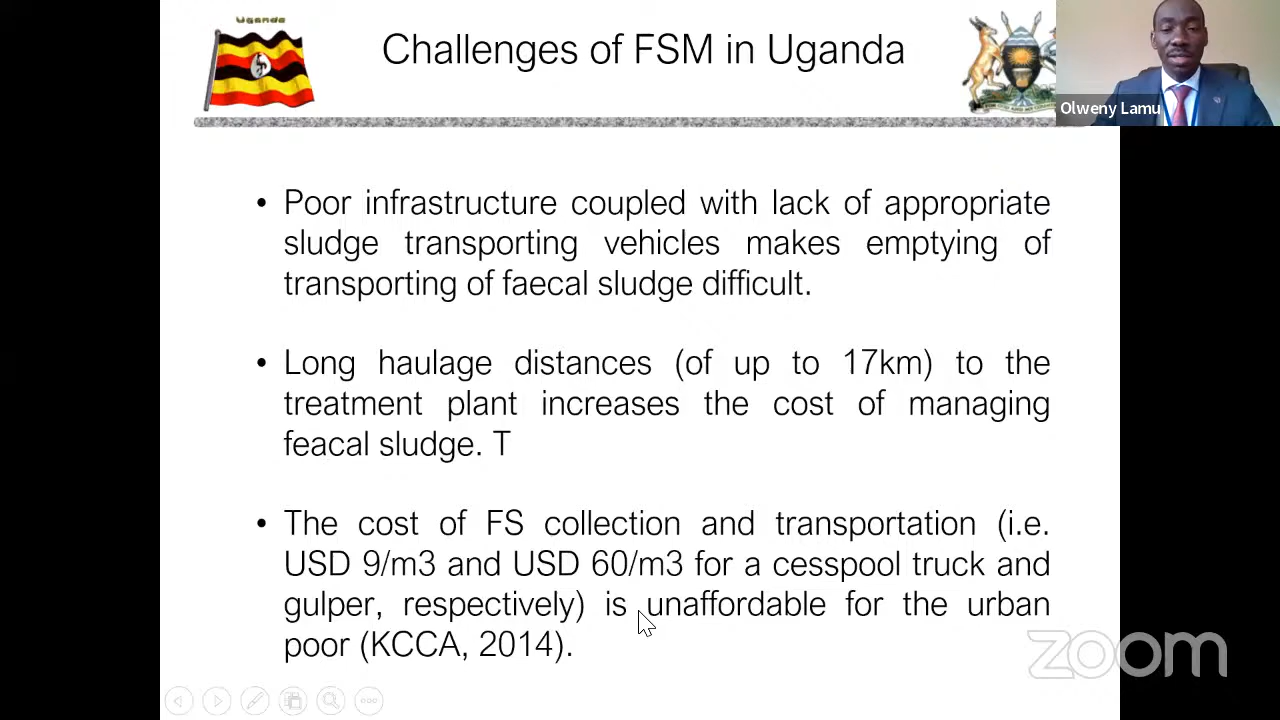 Uganda
Challenges of FSM in Uganda
Olweny Lamu
• Poor infrastructure coupled with lack of appropriate
sludge transporting vehicles makes emptying of
transporting of faecal sludge difficult.
• Long haulage distances (of up to 17km) to the
treatment plant increases the cost of managing
feacal sludge. T
• The cost of FS collection and transportation (i.e.
USD 9/m3 and USD 60/m3 for a cesspool truck and
gulper, respectively) is unaffordable for the urban
poor (KCCA, 2014).
zoom